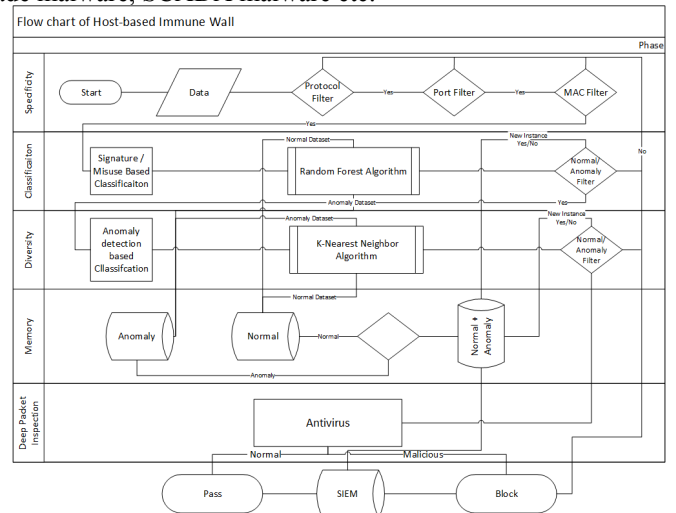 Flow chart of Host-based Immune Wall
Phase
Specificity
Start
Data
Protocol
Filter
Yes
Port Filter
Yes
MAC Filter
Yes
No
Classificaiton
Signature /
Misuse Based
Classificaiton
Normal Dataset
Random Forest Algorithm
New Instance
Yes/No
Normal/
Anomaly
Filter
Anomaly Dataset
Yes
Diversity
Anomaly
detection
based
Cllassifcation
Anomaly Dataset
K-Nearest Neighbor
Algorithm
New Instance
Yes/No
Normal/
Anomaly
Filter
Normal Dataset
Memory
Anomaly
Normal
Normal
Normal +
Anomaly
Anomaly
Deep Packet
Inspection
Antivirus
Normal
Malicious
Pass
SIEM
Block